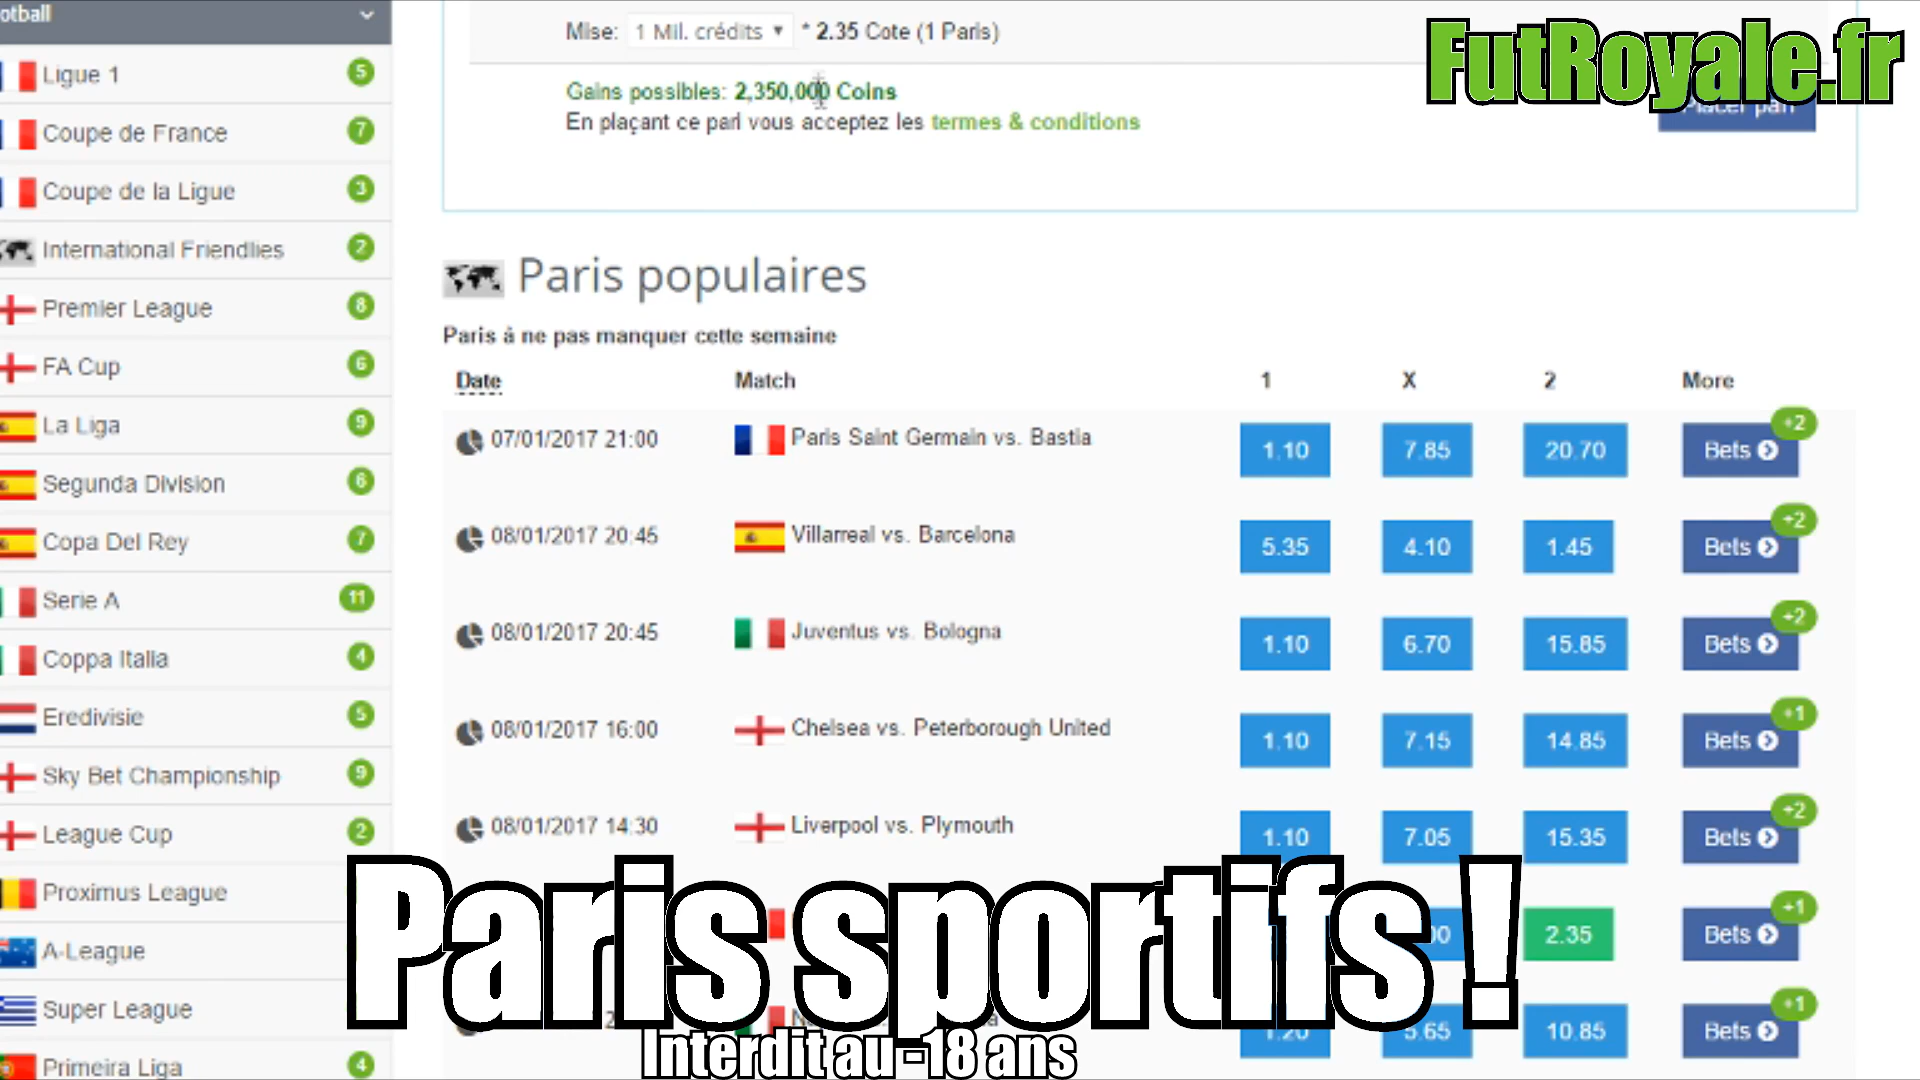 otball
Ligue 1 5
Coupe de France 7
Coupe de la Ligue 3
International Friendlies 2
Premier League 8
FA Cup 6
La Liga 9
Segunda Division 6
Copa Del Rey 7
Serie A 11
Coppa Italia 4
Eredivisie 5
Sky Bet Championship 9
League Cup 2
Proximus League
A-League
Super League
Primeira Liga 4
Mise: 1 Mil. crédits ▼ * 2.35 Cote (1 Paris)
Gains possibles: 2,350,000 Coins
En plaçant ce pari vous acceptez les termes & conditions
FutRoyale.fr
Placer pari
Paris populaires
Paris à ne pas manquer cette semaine
Date Match 1 X 2 More
07/01/2017 21:00 Paris Saint Germain vs. Bastia 1.10 7.85 20.70 Bets +2
08/01/2017 20:45 Villarreal vs. Barcelona 5.35 4.10 1.45 Bets +2
08/01/2017 20:45 Juventus vs. Bologna 1.10 6.70 15.85 Bets +2
08/01/2017 16:00 Chelsea vs. Peterborough United 1.10 7.15 14.85 Bets +1
08/01/2017 14:30 Liverpool vs. Plymouth 1.10 7.05 15.35 Bets +2
2.35 Bets +1
1.20 5.65 10.85 Bets +1
Paris sportifs !
Interdit au -18 ans